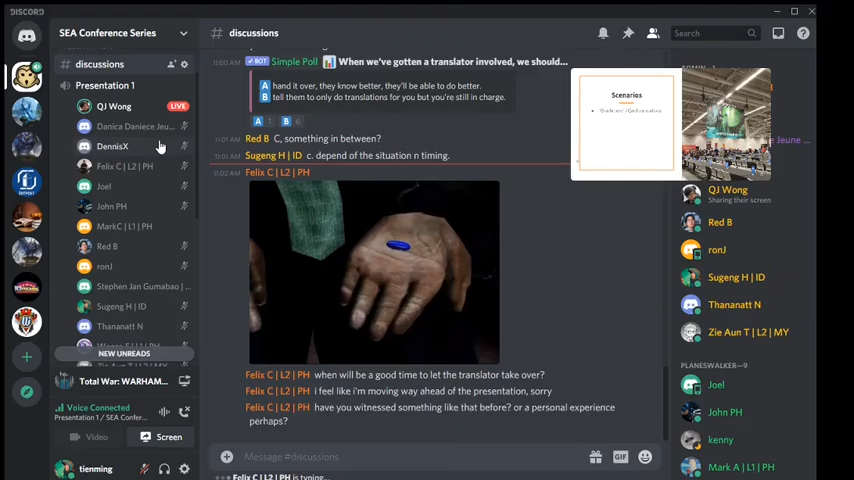 DISCORD
SEA Conference Series
discussions
Presentation 1
QJ Wong
LIVE
Danica Daniece Jeu...
DennisX
Felix C | L2 | PH
Joel
John PH
MarkC | L1 | PH
Red B
ronJ
Stephen Jan Gumabao | ...
Sugeng H | ID
Thananatt N
NEW UNREADS
Total War: WARHAM...
Voice Connected
Presentation 1 / SEA Confer...
Video
Screen
tienming
discussions
Search
11:00 AM
BOT Simple Poll
When we've gotten a translator involved, we should...
A hand it over, they know better, they'll be able to do better.
B tell them to only do translations for you but you're still in charge.
A 1
B 6
11:01 AM Red B C, something in between?
11:01 AM Sugeng H | ID c. depend of the situation n timing.
11:02 AM Felix C | L2 | PH
Felix C | L2 | PH when will be a good time to let the translator take over?
Felix C | L2 | PH i feel like i'm moving way ahead of the presentation, sorry
Felix C | L2 | PH have you witnessed something like that before? or a personal experience
perhaps?
Message #discussions
GIF
Felix C | L2 | PH is typing...
Scenarios
Jeune ...
QJ Wong
Sharing their screen
Red B
ronJ
Sugeng H | ID
Thananatt N
Zie Aun T | L2 | MY
PLANESWALKER—9
Joel
John PH
kenny
Mark A | L1 | PH